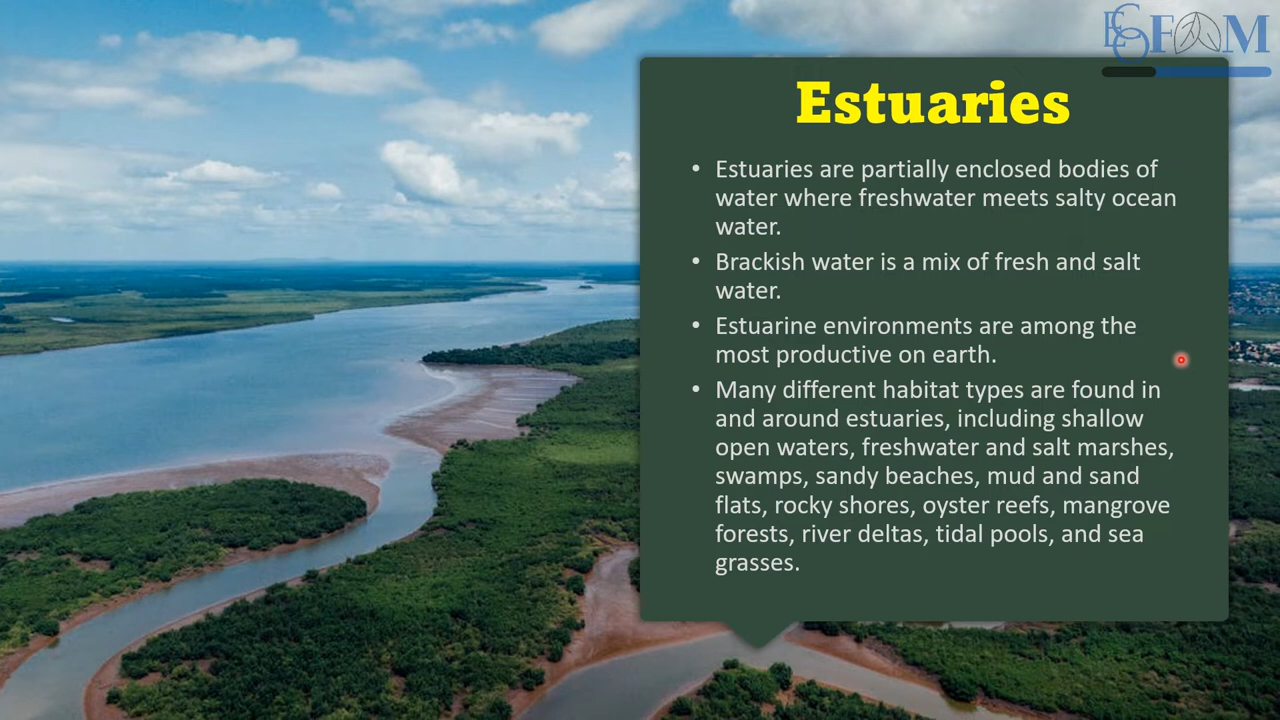 Estuaries
• Estuaries are partially enclosed bodies of
water where freshwater meets salty ocean
water.
• Brackish water is a mix of fresh and salt
water.
• Estuarine environments are among the
most productive on earth.
• Many different habitat types are found in
and around estuaries, including shallow
open waters, freshwater and salt marshes,
swamps, sandy beaches, mud and sand
flats, rocky shores, oyster reefs, mangrove
forests, river deltas, tidal pools, and sea
grasses.